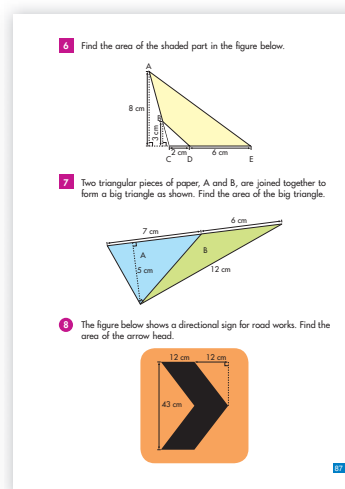 6 Find the area of the shaded part in the figure below.
A
8 cm
3 cm
2 cm
6 cm
C D E
7 Two triangular pieces of paper, A and B, are joined together to
form a big triangle as shown. Find the area of the big triangle.
6 cm
7 cm
A
B
5 cm
12 cm
8 The figure below shows a directional sign for road works. Find the
area of the arrow head.
12 cm 12 cm
43 cm
87